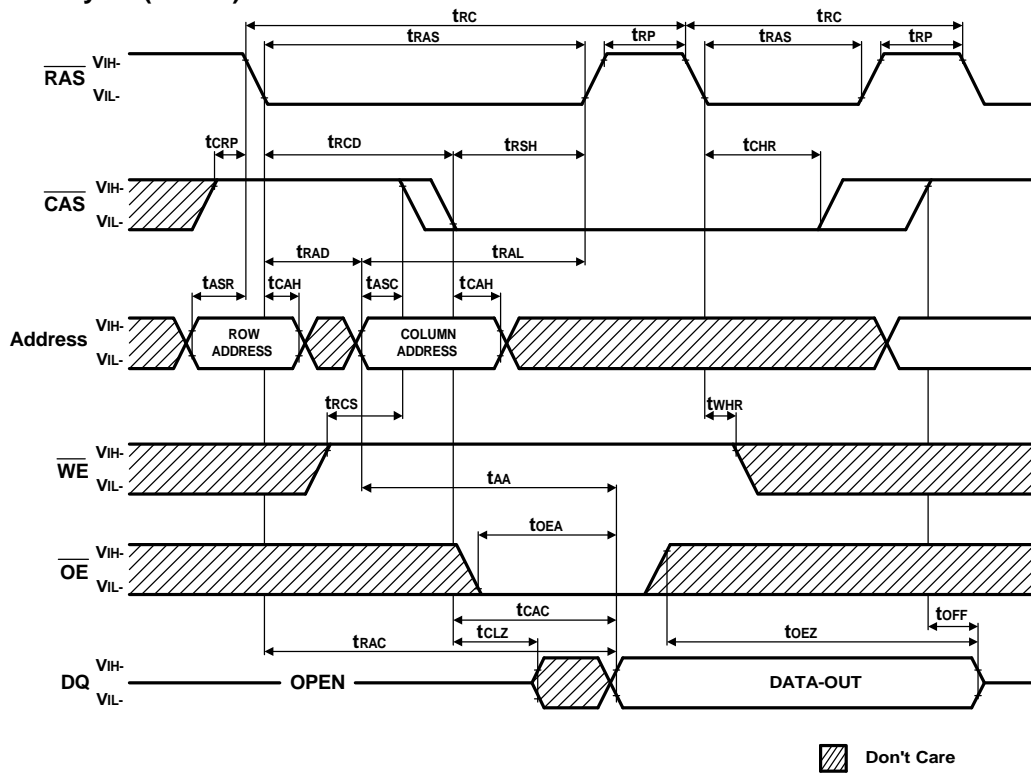 tRC tRC
tRAS tRP tRAS tRP
RAS VIH-
VIL-
tCRP tRCD tRSH tCHR
CAS VIH-
VIL-
tRAD tRAL
tASR tCAH tASC tCAH
Address VIH-
VIL-
ROW
ADDRESS
COLUMN
ADDRESS
tRCS tWHR
WE VIH-
VIL-
tAA
tOEA
OE VIH-
VIL-
tCAC
tCLZ
tRAC
tOFF
tOEZ
DQ VIH-
VIL-
OPEN
DATA-OUT
Don't Care